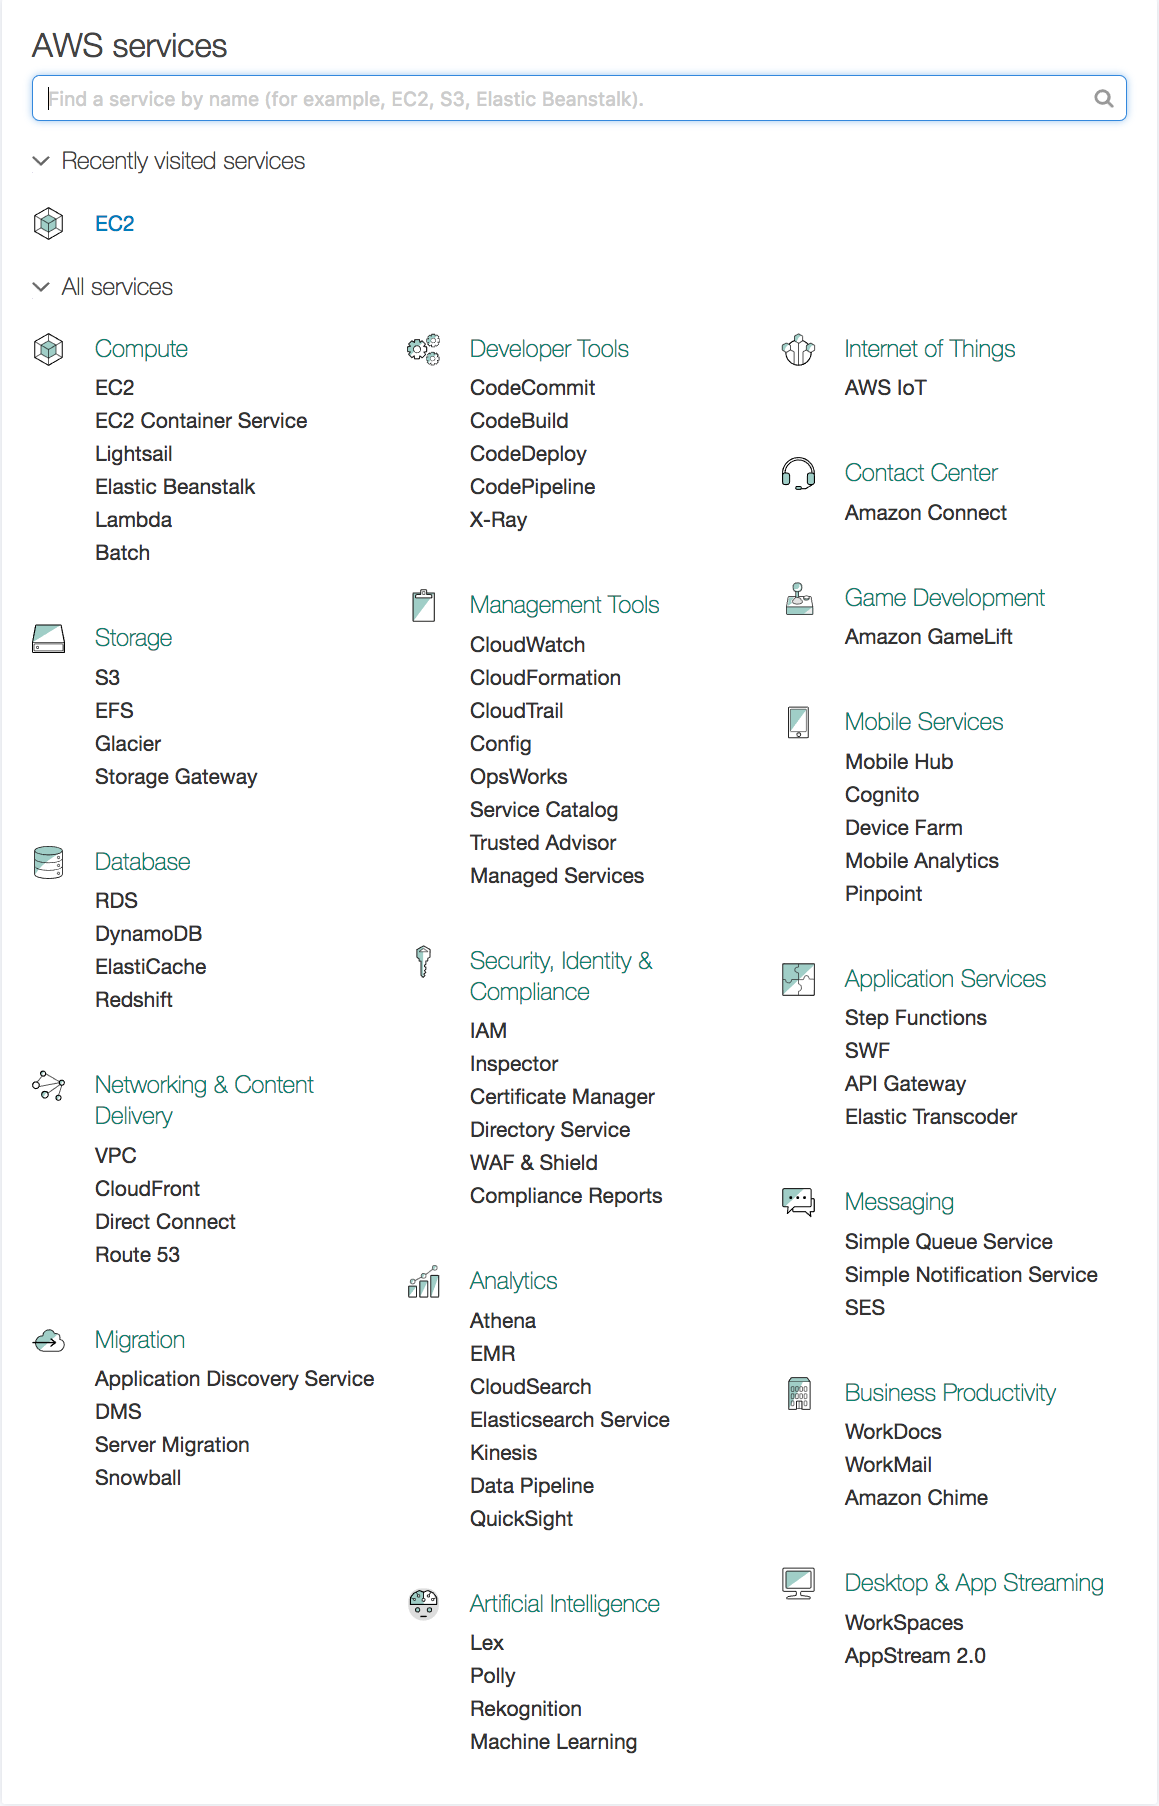 AWS services
Find a service by name (for example, EC2, S3, Elastic Beanstalk).
Recently visited services
EC2
All services
Compute
EC2
EC2 Container Service
Lightsail
Elastic Beanstalk
Lambda
Batch
Storage
S3
EFS
Glacier
Storage Gateway
Database
RDS
DynamoDB
ElastiCache
Redshift
Networking & Content
Delivery
VPC
CloudFront
Direct Connect
Route 53
Migration
Application Discovery Service
DMS
Server Migration
Snowball
Developer Tools
CodeCommit
CodeBuild
CodeDeploy
CodePipeline
X-Ray
Management Tools
CloudWatch
CloudFormation
CloudTrail
Config
OpsWorks
Service Catalog
Trusted Advisor
Managed Services
Security, Identity &
Compliance
IAM
Inspector
Certificate Manager
Directory Service
WAF & Shield
Compliance Reports
Analytics
Athena
EMR
CloudSearch
Elasticsearch Service
Kinesis
Data Pipeline
QuickSight
Artificial Intelligence
Lex
Polly
Rekognition
Machine Learning
Internet of Things
AWS IoT
Contact Center
Amazon Connect
Game Development
Amazon GameLift
Mobile Services
Mobile Hub
Cognito
Device Farm
Mobile Analytics
Pinpoint
Application Services
Step Functions
SWF
API Gateway
Elastic Transcoder
Messaging
Simple Queue Service
Simple Notification Service
SES
Business Productivity
WorkDocs
WorkMail
Amazon Chime
Desktop & App Streaming
WorkSpaces
AppStream 2.0